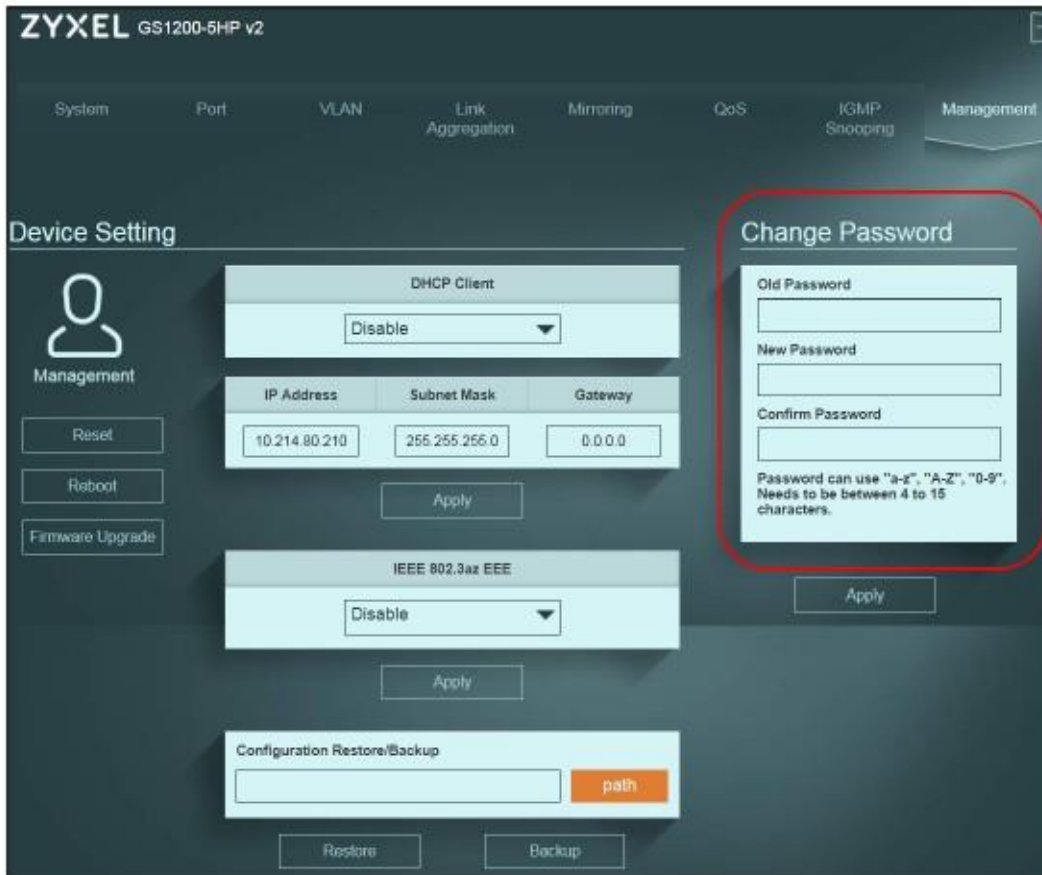 ZYXEL GS1200-5HP v2
System
Port
VLAN
Link
Aggregation
Mirroring
QoS
IGMP
Snooping
Management
Device Setting
Management
Reset
Reboot
Firmware Upgrade
DHCP Client
Disable
IP Address Subnet Mask Gateway
10.214.80.210 255.255.255.0 0.0.0.0
Apply
IEEE 802.3az EEE
Disable
Apply
Configuration Restore/Backup
path
Restore Backup
Change Password
Old Password
New Password
Confirm Password
Password can use "a-z", "A-Z", "0-9".
Needs to be between 4 to 15
characters.
Apply